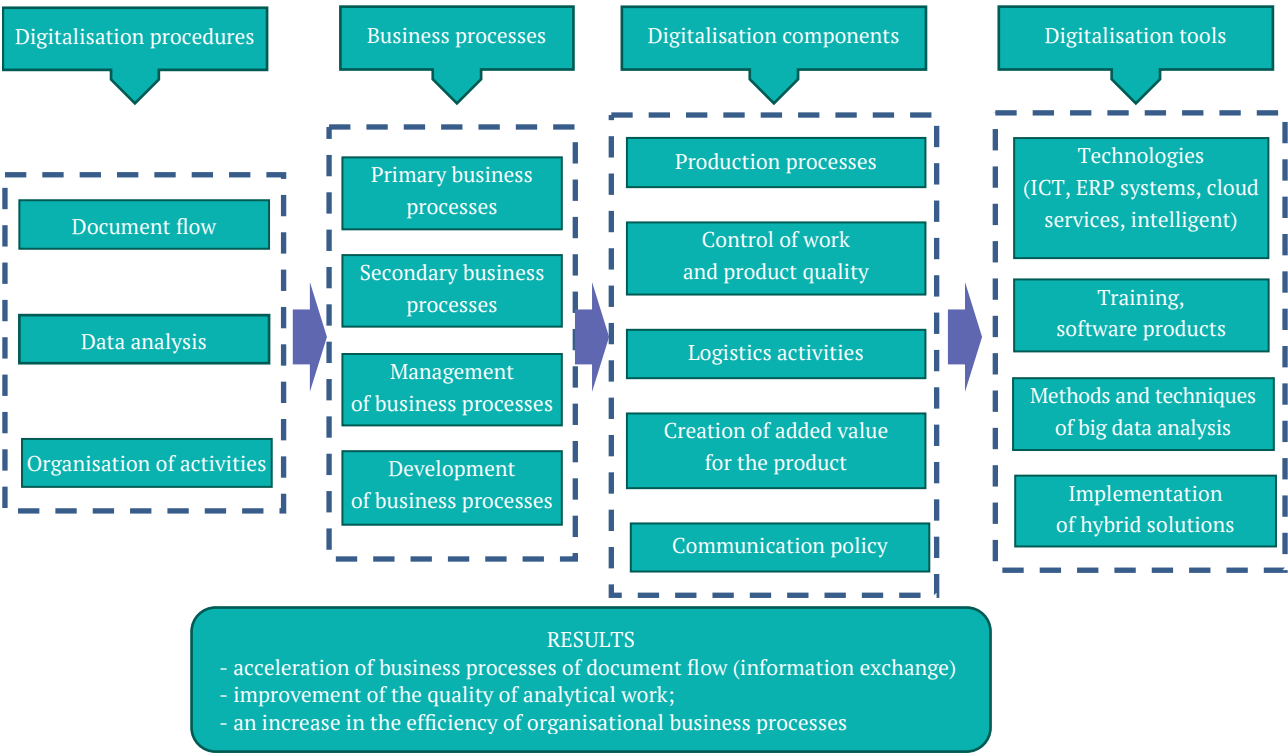 Digitalisation procedures
Business processes
Digitalisation components
Digitalisation tools
Document flow
Data analysis
Organisation of activities
Primary business
processes
Secondary business
processes
Management
of business processes
Development
of business processes
Production processes
Control of work
and product quality
Logistics activities
Creation of added value
for the product
Communication policy
Technologies
(ICT, ERP systems, cloud
services, intelligent)
Training,
software products
Methods and techniques
of big data analysis
Implementation
of hybrid solutions
RESULTS
- acceleration of business processes of document flow (information exchange)
- improvement of the quality of analytical work;
- an increase in the efficiency of organisational business processes